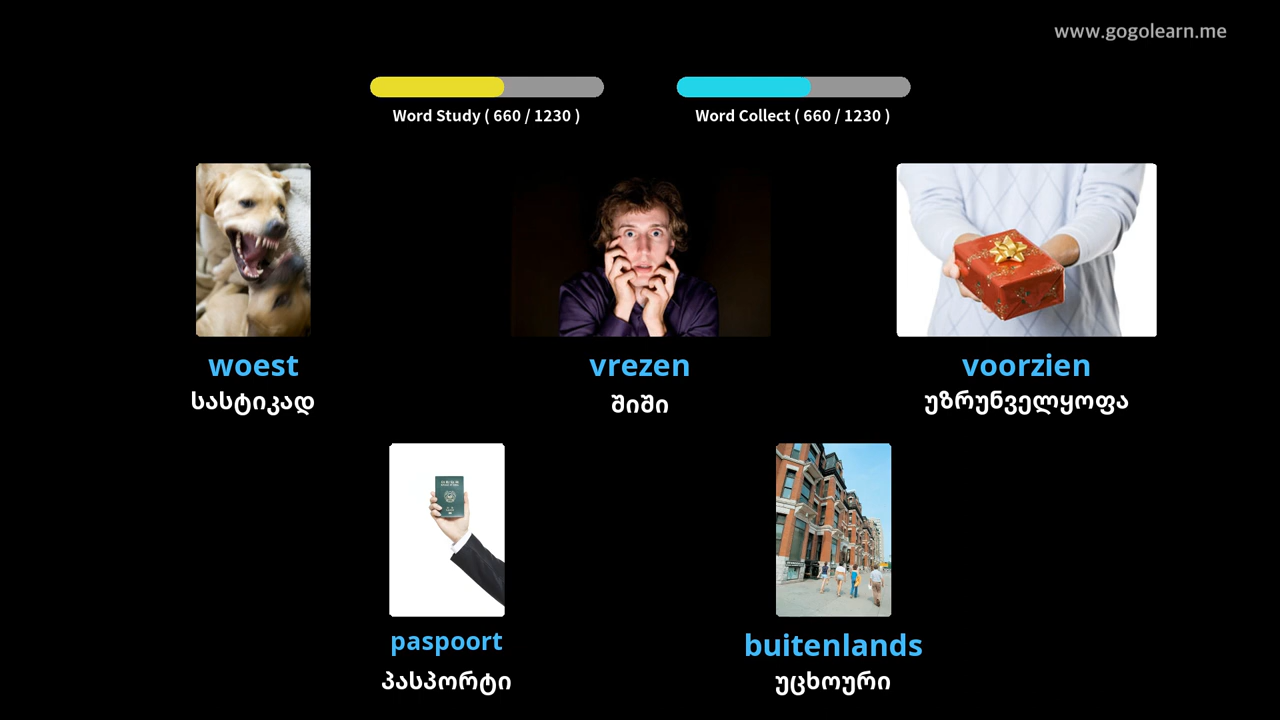 www.gogolearn.me
Word Study ( 660 / 1230 )
Word Collect ( 660 / 1230 )
woest
vrezen
voorzien
სასტიკად
შიში
უზრუნველყოფა
paspoort
buitenlands
პასპორტი
უცხოური